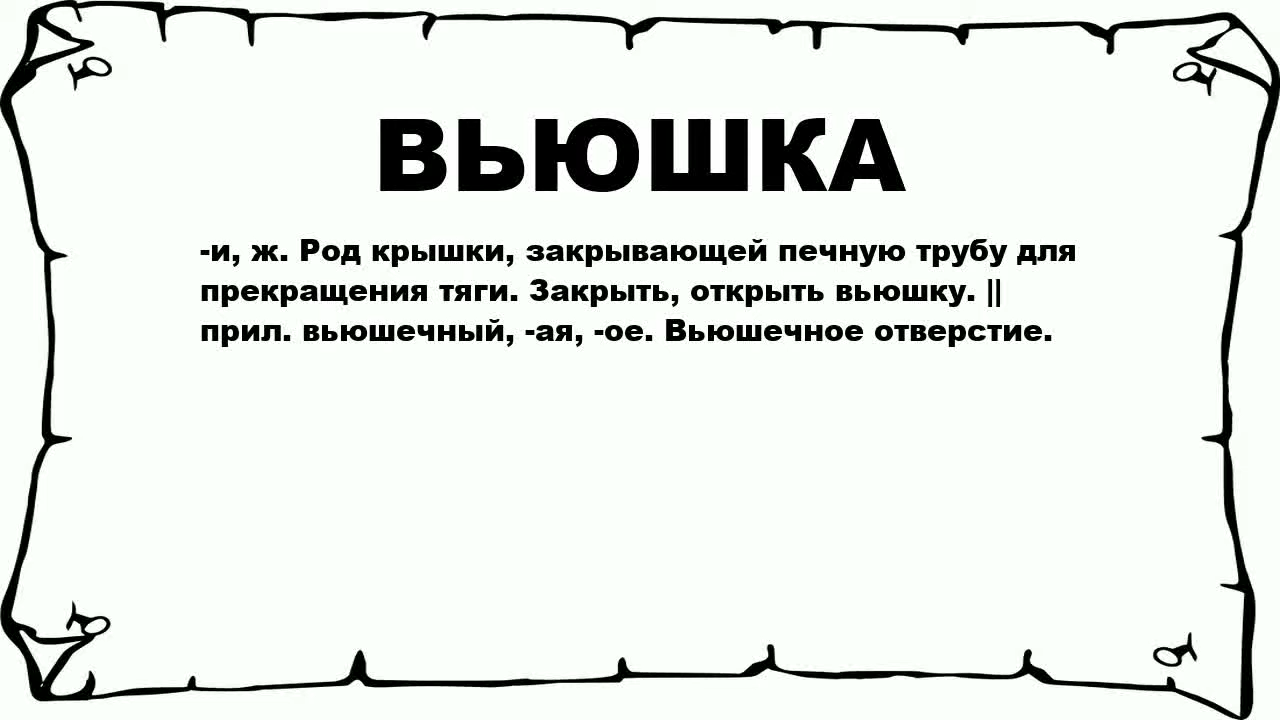 ВЬЮШКА
-и, ж. Род крышки, закрывающей печную трубу для
прекращения тяги. Закрыть, открыть вьюшку. ||
прил. вьюшечный, -ая, -ое. Вьюшечное отверстие.